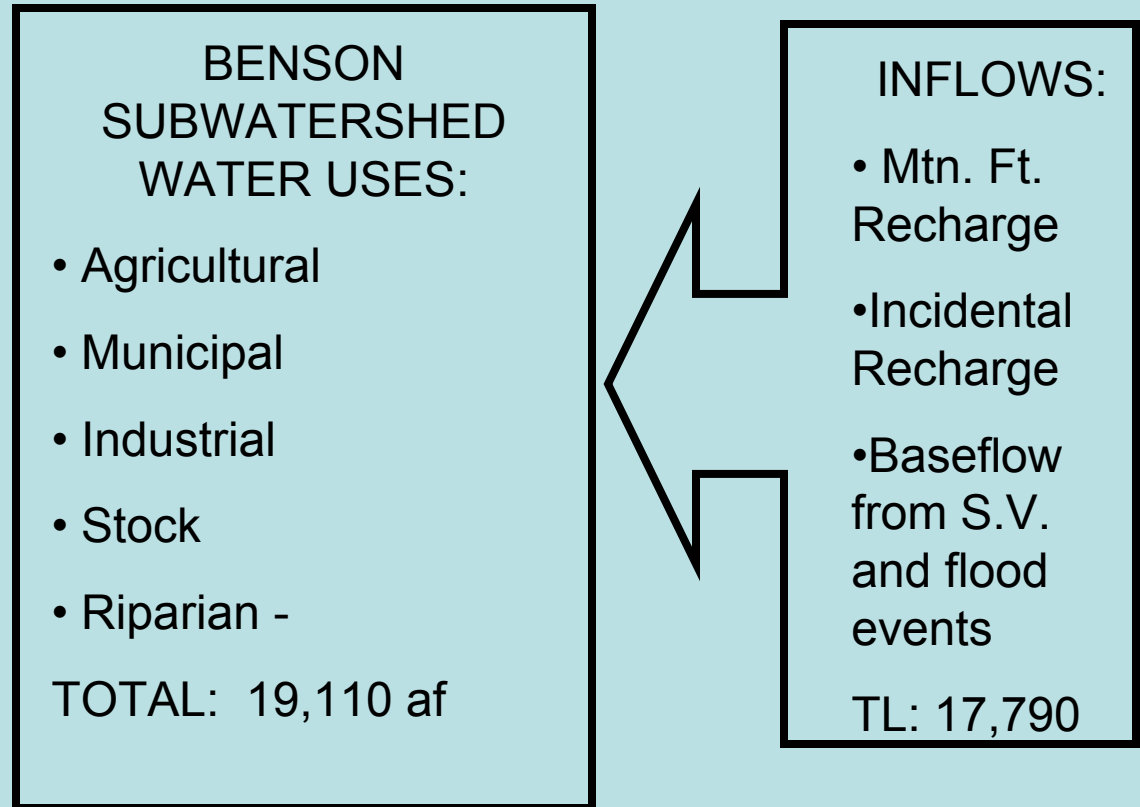 BENSON
SUBWATERSHED
WATER USES:
• Agricultural
• Municipal
• Industrial
• Stock
• Riparian -
TOTAL: 19,110 af
INFLOWS:
• Mtn. Ft.
Recharge
•Incidental
Recharge
•Baseflow
from S.V.
and flood
events
TL: 17,790